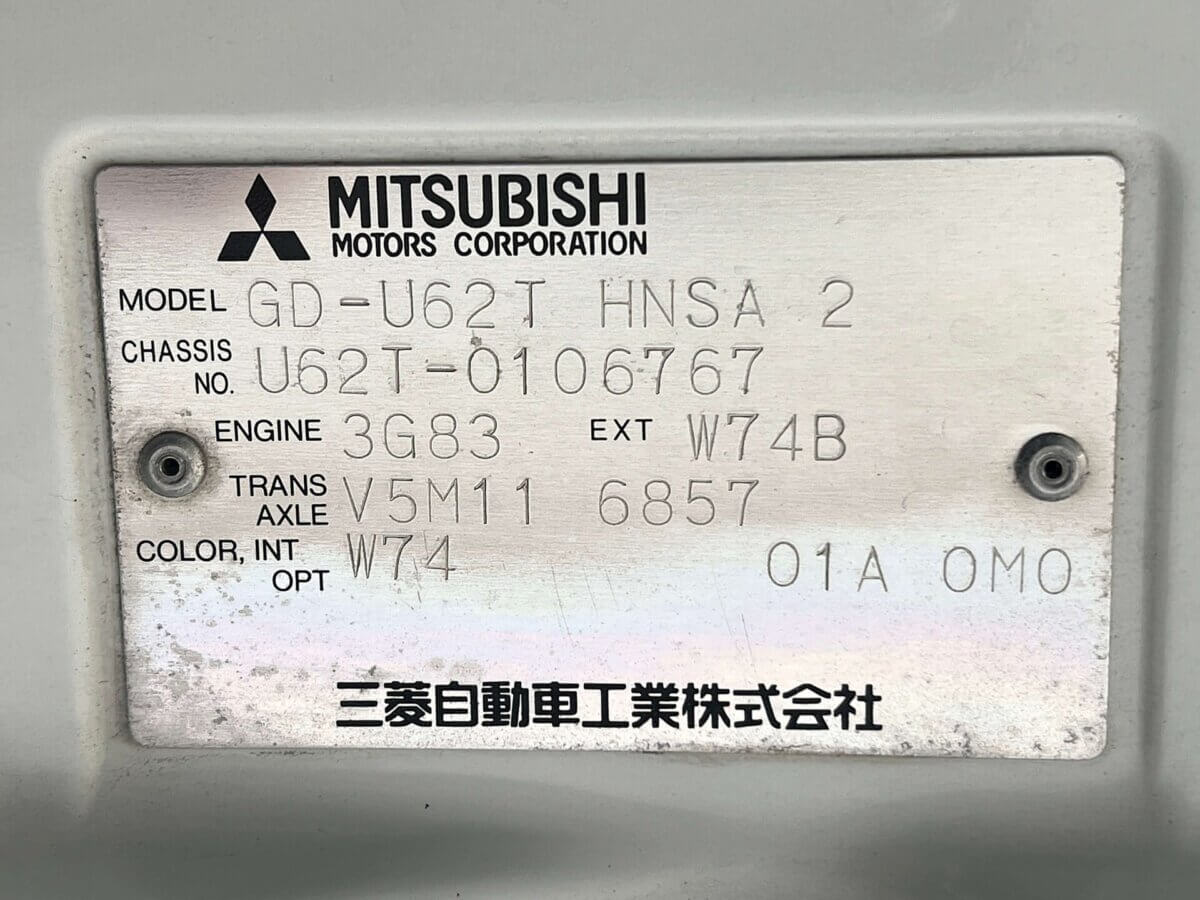 MITSUBISHI
MOTORS CORPORATION
MODEL GD-U62T HNSA 2
CHASSIS NO. U62T-0106767
ENGINE 3G83 EXT W74B
TRANS AXLE V5M11 6857
COLOR, INT OPT W74 01A 0M0
三菱自動車工業株式会社